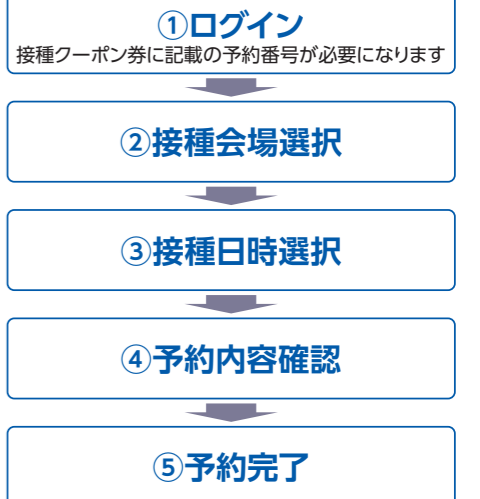 ①ログイン
接種クーポン券に記載の予約番号が必要になります
②接種会場選択
③接種日時選択
④予約内容確認
⑤予約完了